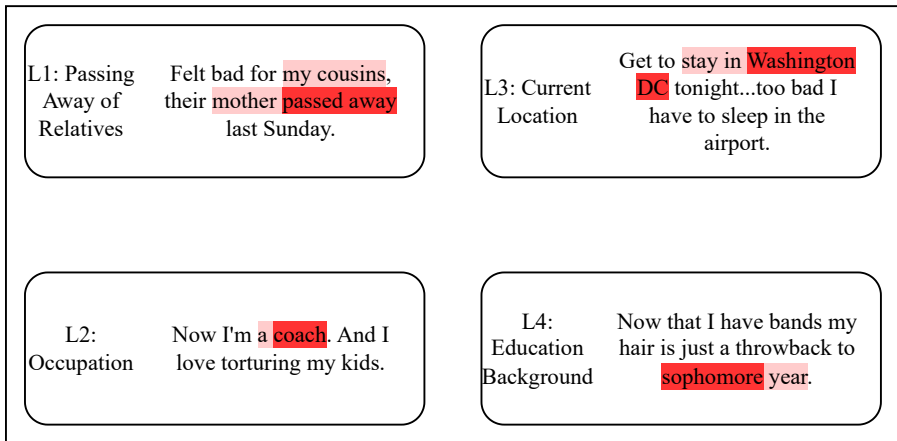 L1: Passing
Away of
Relatives
Felt bad for my cousins,
their mother passed away
last Sunday.
L3: Current
Location
Get to stay in Washington
DC tonight...too bad I
have to sleep in the
airport.
L2:
Occupation
Now I'm a coach. And I
love torturing my kids.
L4:
Education
Background
Now that I have bands my
hair is just a throwback to
sophomore year.